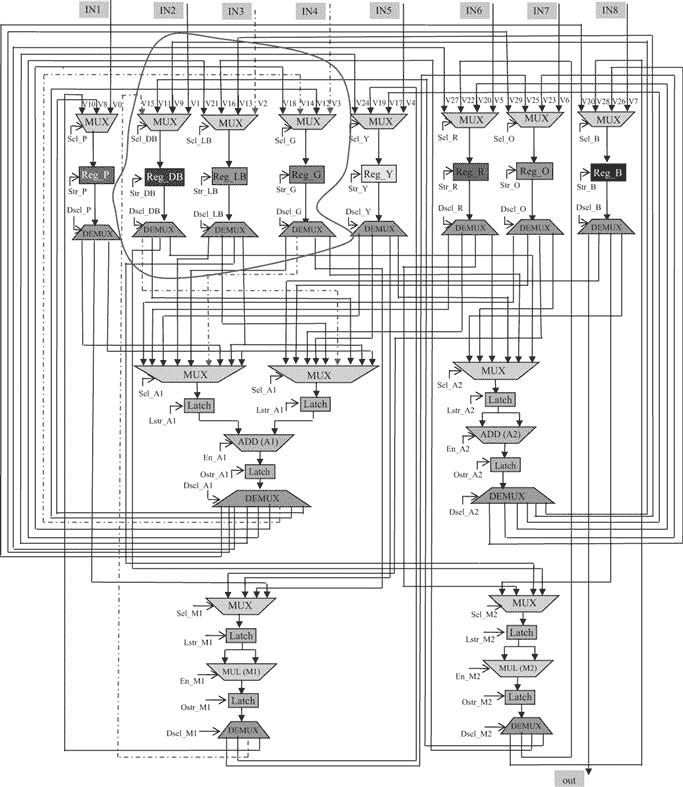 IN1 IN2 IN3 IN4 IN5 IN6 IN7 IN8
V10 V8 V0 V15 V11 V9 V1 V21 V16 V13 V2 V18 V14 V12 V3 V24 V19 V17 V4 V27 V22 V20 V5 V29 V25 V23 V6 V30 V28 V26 V7
MUX MUX MUX MUX MUX MUX MUX MUX
Sel_P Sel_DB Sel_LB Sel_G Sel_Y Sel_R Sel_O Sel_B
Reg_P Reg_DB Reg_LB Reg_G Reg_Y Reg_R Reg_O Reg_B
Str_P Str_DB Str_LB Str_G Str_Y Str_R Str_O Str_B
Dsel_P Dsel_DB Dsel_LB Dsel_G Dsel_Y Dsel_R Dsel_O Dsel_B
DEMUX DEMUX DEMUX DEMUX DEMUX DEMUX DEMUX DEMUX
MUX MUX MUX
Sel_A1 Sel_A1 Sel_A2
Latch Latch Latch
Lstr_A1 Lstr_A1 Lstr_A2
ADD (A1) ADD (A2)
En_A1 En_A2
Latch Latch
Ostr_A1 Ostr_A2
Dsel_A1
DEMUX DEMUX
Dsel_A2
MUX MUX
Sel_M1 Sel_M2
Latch Latch
Lstr_M1 Lstr_M2
MUL (M1) MUL (M2)
En_M1 En_M2
Latch Latch
Ostr_M1 Ostr_M2
DEMUX DEMUX
Dsel_M1 Dsel_M2
out